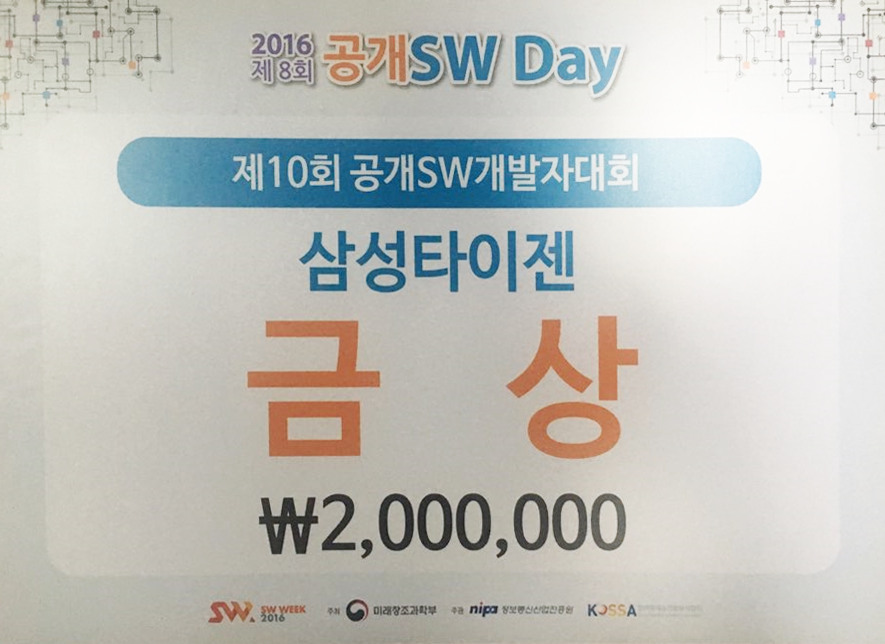 2016
제 8회 공개SW Day
제10회 공개SW개발자대회
삼성타이젠
금 상
₩2,000,000
SW. SW WEEK 2016 주최 미래창조과학부 주관 nipa 정보통신산업진흥원 KOSSA